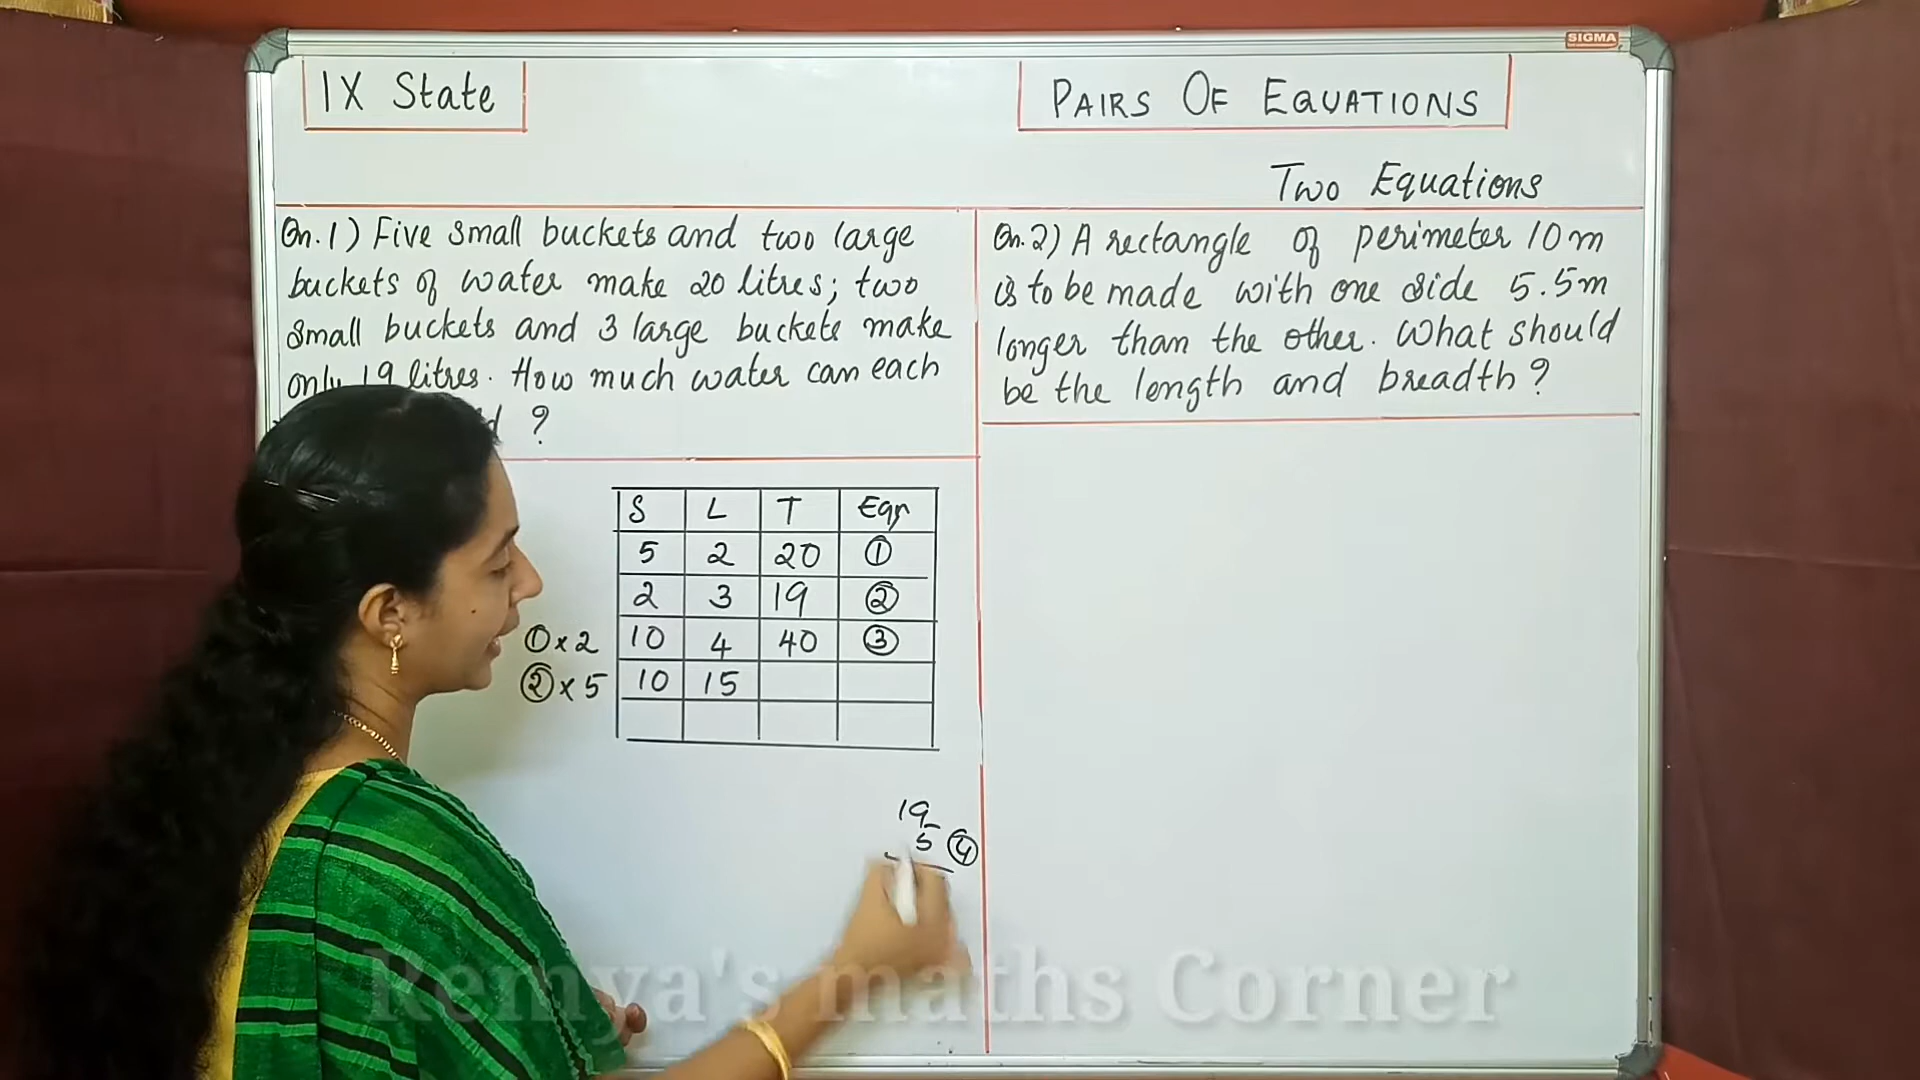 SIGMA
IX State
PAIRS OF EQUATIONS
Two Equations
Qn. 1) Five small buckets and two large
buckets of water make 20 litres; two
small buckets and 3 large buckets make
only 19 litres. How much water can each
?
Qn. 2) A rectangle of perimeter 10 m
is to be made with one side 5.5m
longer than the other. What should
be the length and breadth?
S L T Eqn
5 2 20 ①
2 3 19 ②
① x 2 10 4 40 ③
② x 5 10 15
19
5 ④
Remya's maths Corner